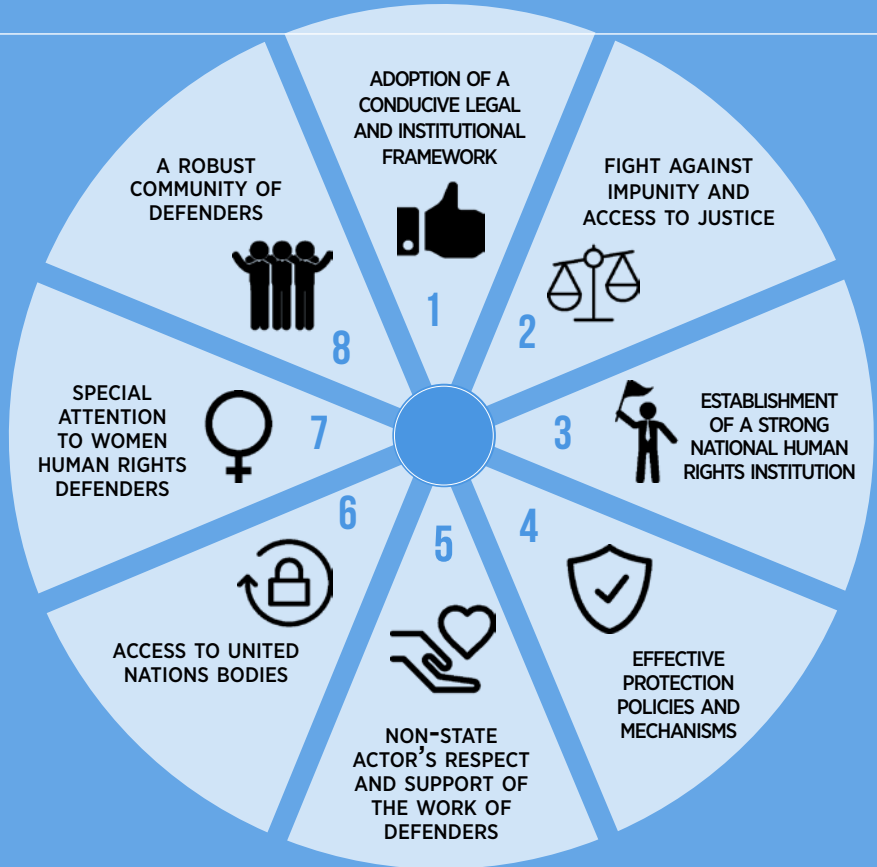 ADOPTION OF A
CONDUCIVE LEGAL
AND INSTITUTIONAL
FRAMEWORK
1
FIGHT AGAINST
IMPUNITY AND
ACCESS TO JUSTICE
2
ESTABLISHMENT
OF A STRONG
NATIONAL HUMAN
RIGHTS INSTITUTION
3
4
EFFECTIVE
PROTECTION
POLICIES AND
MECHANISMS
5
NON-STATE
ACTOR'S RESPECT
AND SUPPORT OF
THE WORK OF
DEFENDERS
6
ACCESS TO UNITED
NATIONS BODIES
7
SPECIAL
ATTENTION
TO WOMEN
HUMAN RIGHTS
DEFENDERS
A ROBUST
COMMUNITY OF
DEFENDERS
8